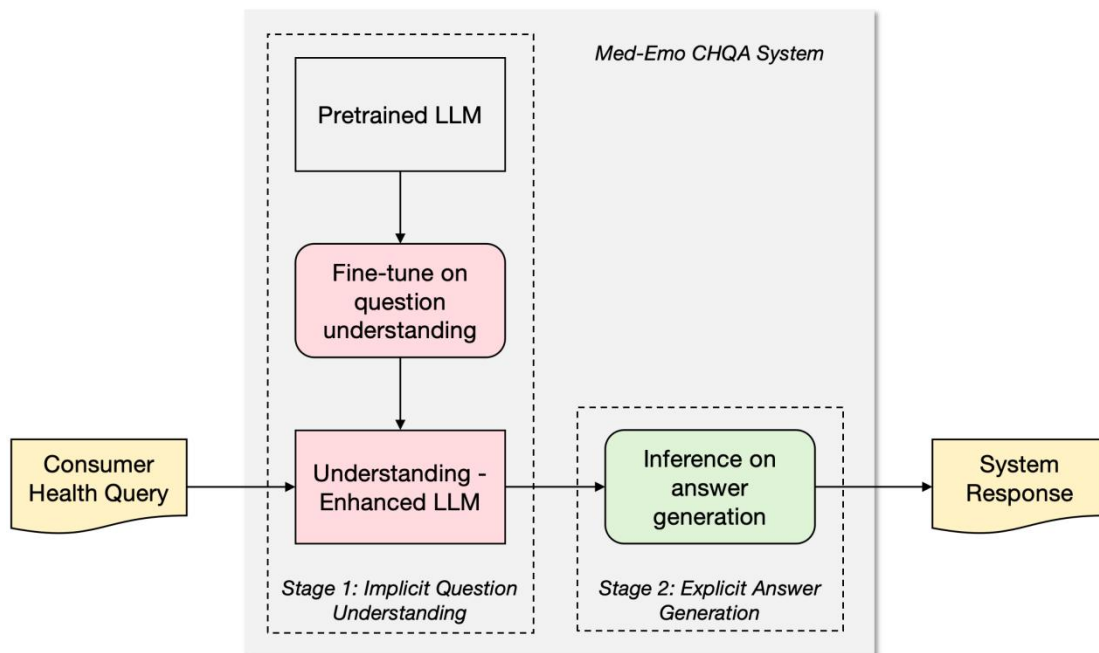 Med-Emo CHQA System
Pretrained LLM
Fine-tune on
question
understanding
Consumer
Health Query
Understanding -
Enhanced LLM
Inference on
answer
generation
System
Response
Stage 1: Implicit Question
Understanding
Stage 2: Explicit Answer
Generation